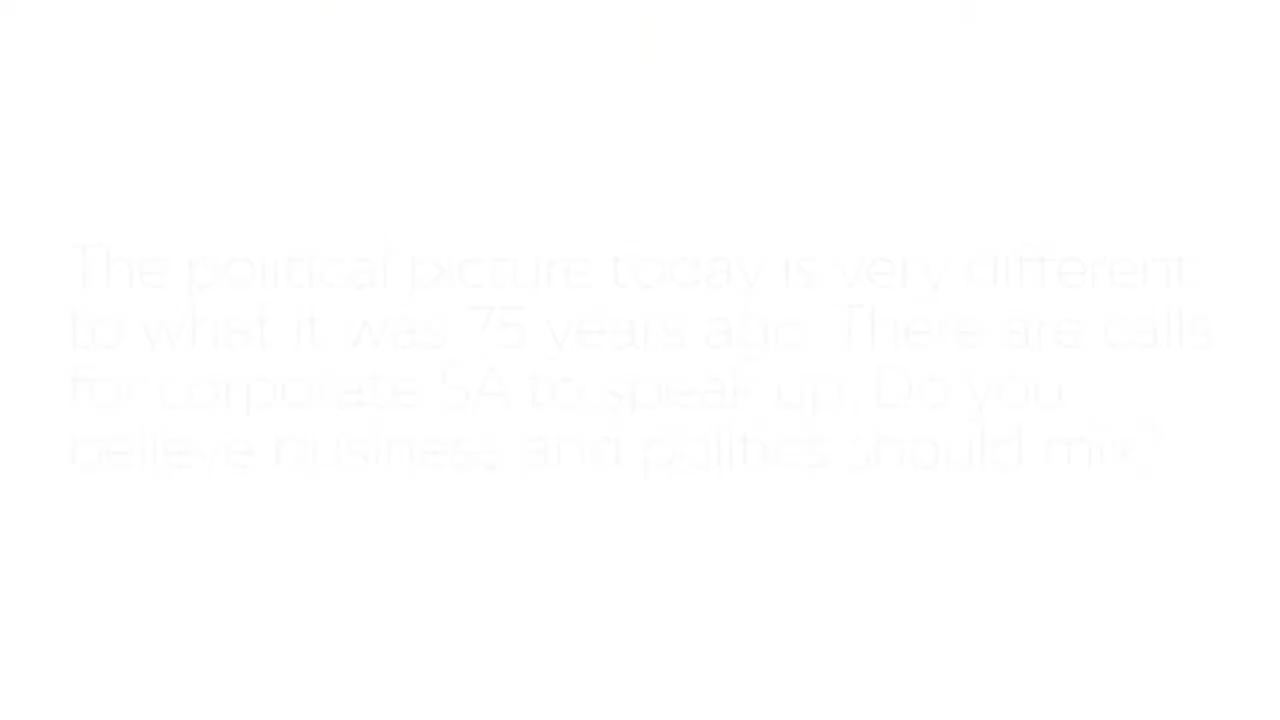 The political picture today is very different
to what it was 75 years ago. There are calls
for corporate SA to speak up. Do you
believe business and politics should mix?